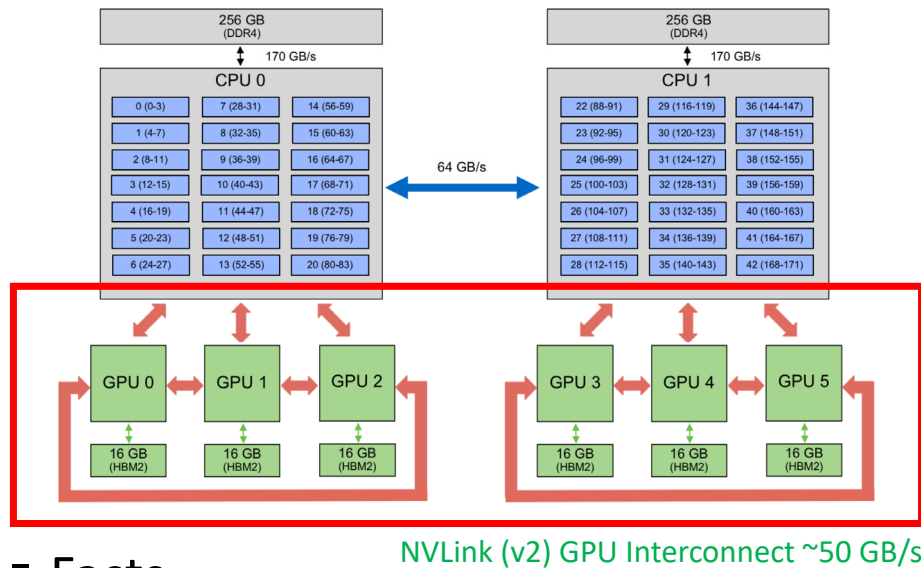 256 GB
(DDR4)
170 GB/s
CPU 0
0 (0-3)
7 (28-31)
14 (56-59)
1 (4-7)
8 (32-35)
15 (60-63)
2 (8-11)
9 (36-39)
16 (64-67)
3 (12-15)
10 (40-43)
17 (68-71)
4 (16-19)
11 (44-47)
18 (72-75)
5 (20-23)
12 (48-51)
19 (76-79)
6 (24-27)
13 (52-55)
20 (80-83)
64 GB/s
256 GB
(DDR4)
170 GB/s
CPU 1
22 (88-91)
29 (116-119)
36 (144-147)
23 (92-95)
30 (120-123)
37 (148-151)
24 (96-99)
31 (124-127)
38 (152-155)
25 (100-103)
32 (128-131)
39 (156-159)
26 (104-107)
33 (132-135)
40 (160-163)
27 (108-111)
34 (136-139)
41 (164-167)
28 (112-115)
35 (140-143)
42 (168-171)
GPU 0
GPU 1
GPU 2
16 GB
(HBM2)
16 GB
(HBM2)
16 GB
(HBM2)
GPU 3
GPU 4
GPU 5
16 GB
(HBM2)
16 GB
(HBM2)
16 GB
(HBM2)
NVLink (v2) GPU Interconnect ~50 GB/s